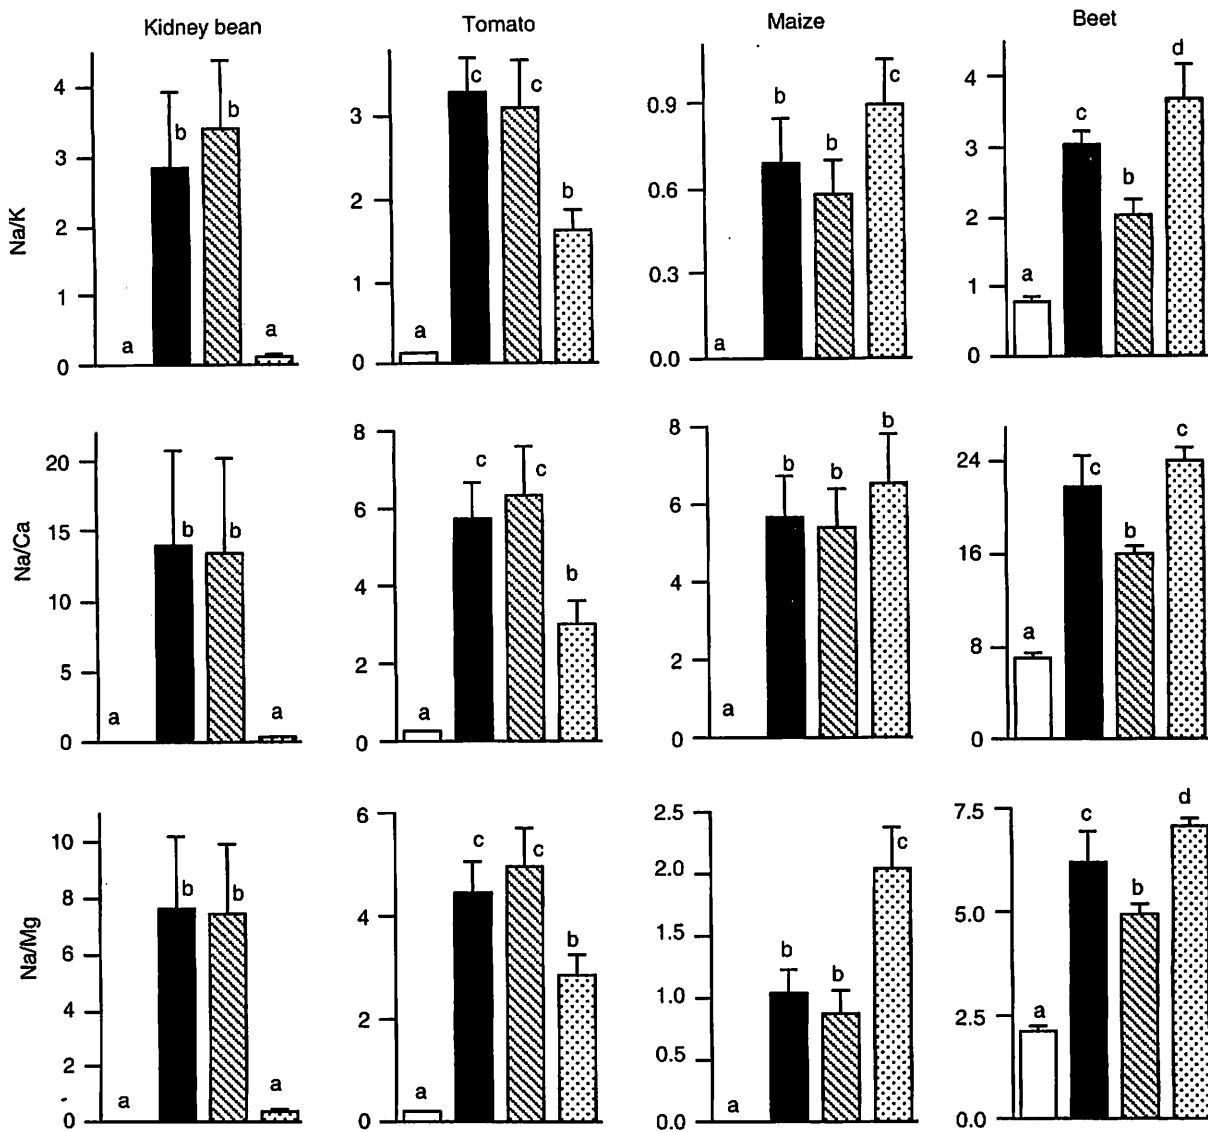 Kidney bean
Tomato
Maize
Beet
Na/K
4
3
2
1
0
a
b
b
a
3
2
1
0
a
c
c
b
0.9
0.6
0.3
0.0
a
b
b
c
4
3
2
1
0
a
c
b
d
Na/Ca
20
15
10
5
0
a
b
b
a
8
6
4
2
0
a
c
c
b
8
6
4
2
0
a
b
b
b
24
16
8
0
a
c
b
c
Na/Mg
10
8
6
4
2
0
a
b
b
a
6
4
2
0
a
c
c
b
2.5
2.0
1.5
1.0
0.5
0.0
a
b
b
c
7.5
5.0
2.5
0.0
a
c
b
d